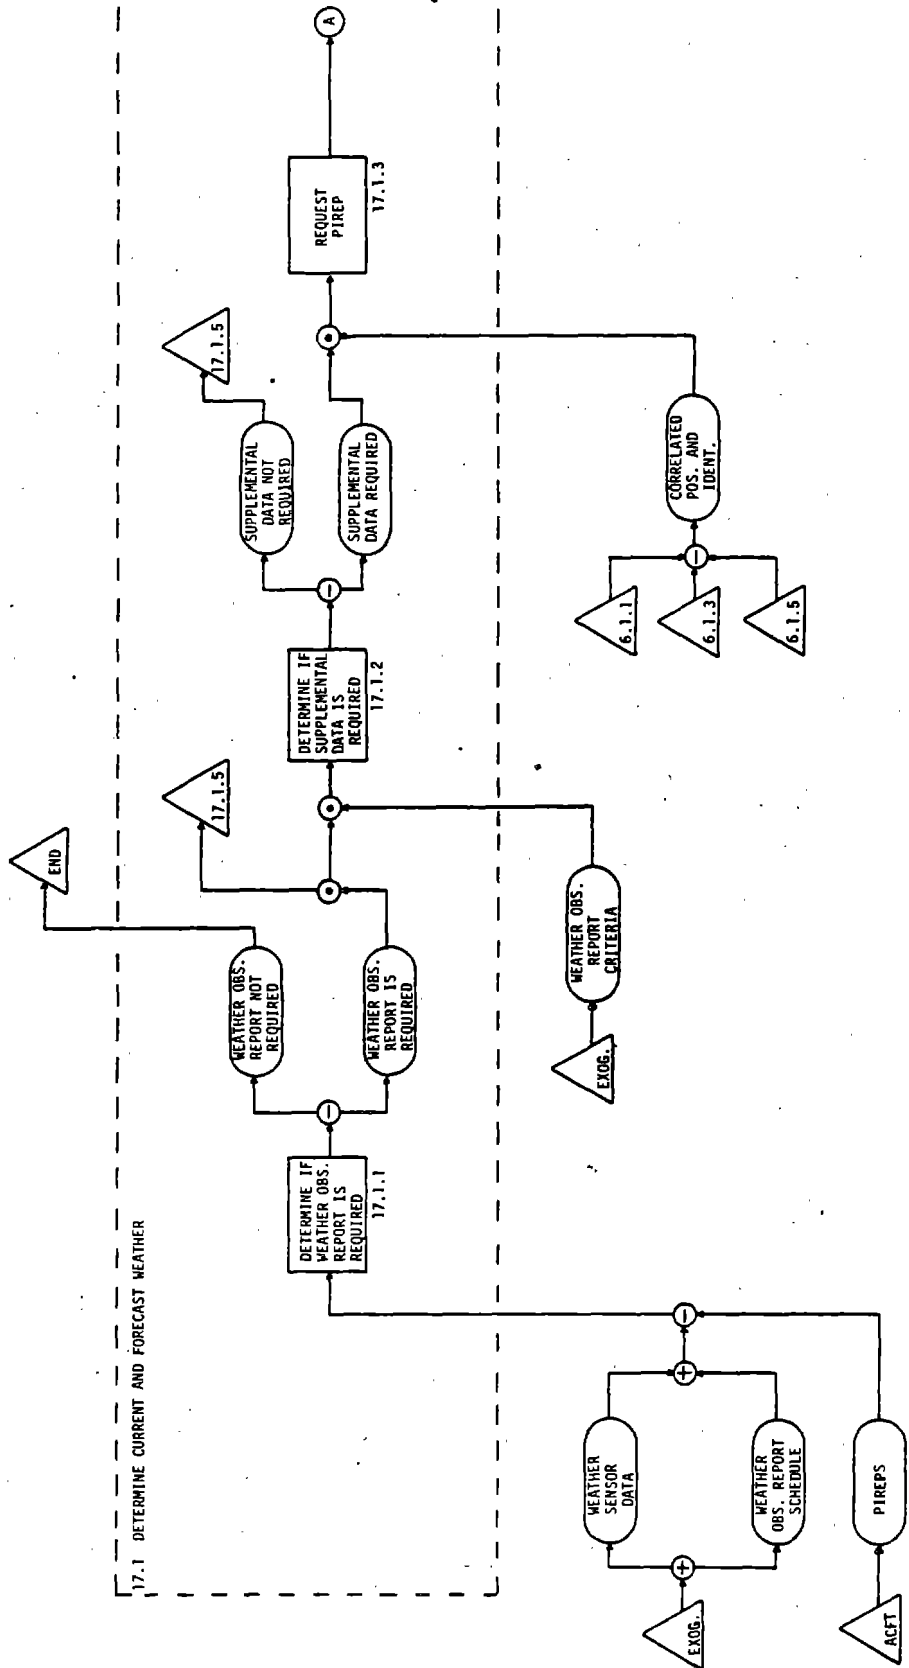 17.1 DETERMINE CURRENT AND FORECAST WEATHER
EXOG.
WEATHER
SENSOR
DATA
WEATHER
OBS. REPORT
SCHEDULE
ACFT
PIREPS
DETERMINE IF
WEATHER OBS.
REPORT IS
REQUIRED
17.1.1
WEATHER OBS.
REPORT NOT
REQUIRED
WEATHER OBS.
REPORT IS
REQUIRED
END
17.1.5
EXOG.
WEATHER OBS.
REPORT
CRITERIA
DETERMINE IF
SUPPLEMENTAL
DATA IS
REQUIRED
17.1.2
SUPPLEMENTAL
DATA NOT
REQUIRED
SUPPLEMENTAL
DATA REQUIRED
17.1.5
6.1.1
6.1.3
6.1.5
CORRELATED
POS. AND
IDENT.
REQUEST
PIREP
17.1.3
A